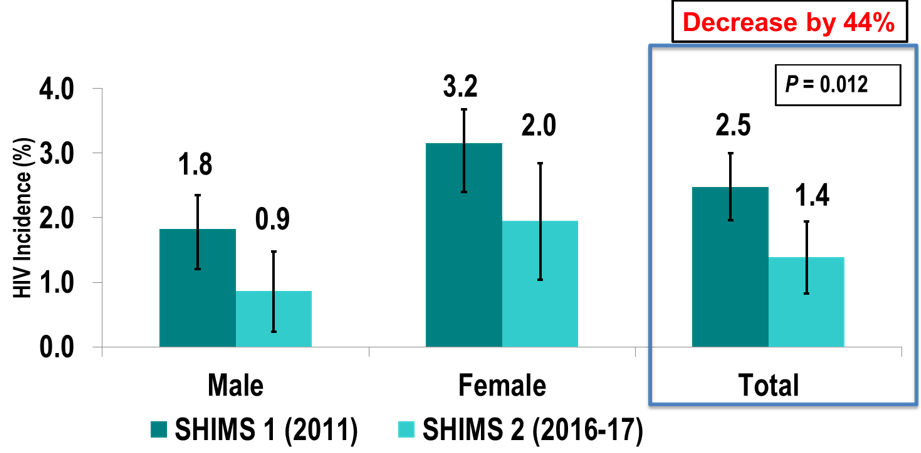 Decrease by 44%
P = 0.012
HIV Incidence (%)
4.0
3.0
2.0
1.0
0.0
1.8
0.9
3.2
2.0
2.5
1.4
Male
Female
Total
SHIMS 1 (2011)
SHIMS 2 (2016-17)